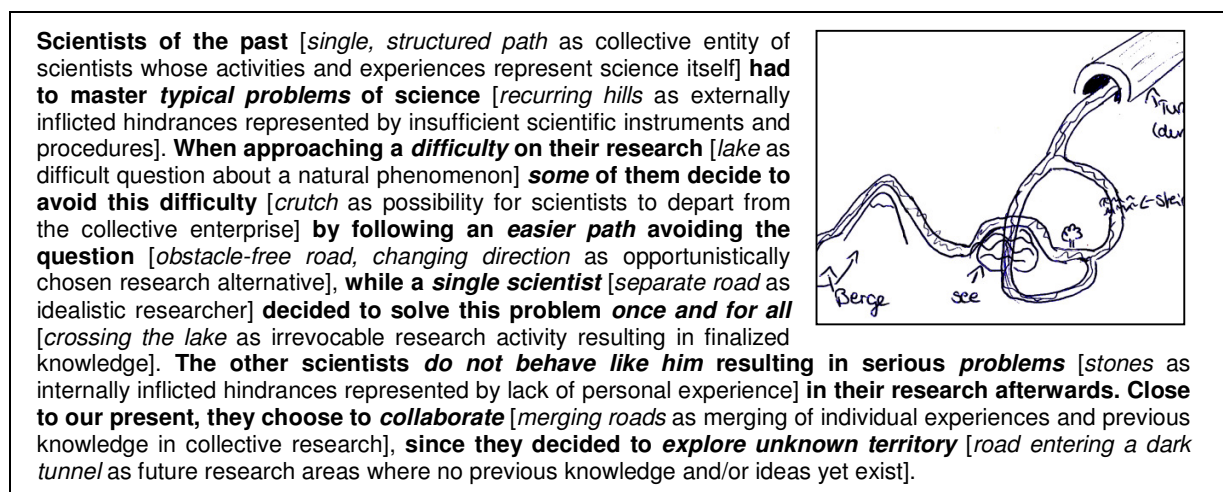 Scientists of the past [single, structured path as collective entity of
scientists whose activities and experiences represent science itself] had
to master typical problems of science [recurring hills as externally
inflicted hindrances represented by insufficient scientific instruments and
procedures]. When approaching a difficulty on their research [lake as
difficult question about a natural phenomenon] some of them decide to
avoid this difficulty [crutch as possibility for scientists to depart from
the collective enterprise] by following an easier path avoiding the
question [obstacle-free road, changing direction as opportunistically
chosen research alternative], while a single scientist [separate road as
idealistic researcher] decided to solve this problem once and for all
[crossing the lake as irrevocable research activity resulting in finalized
knowledge]. The other scientists do not behave like him resulting in serious problems [stones as
internally inflicted hindrances represented by lack of personal experience] in their research afterwards. Close
to our present, they choose to collaborate [merging roads as merging of individual experiences and previous
knowledge in collective research], since they decided to explore unknown territory [road entering a dark
tunnel as future research areas where no previous knowledge and/or ideas yet exist].
Berge
see